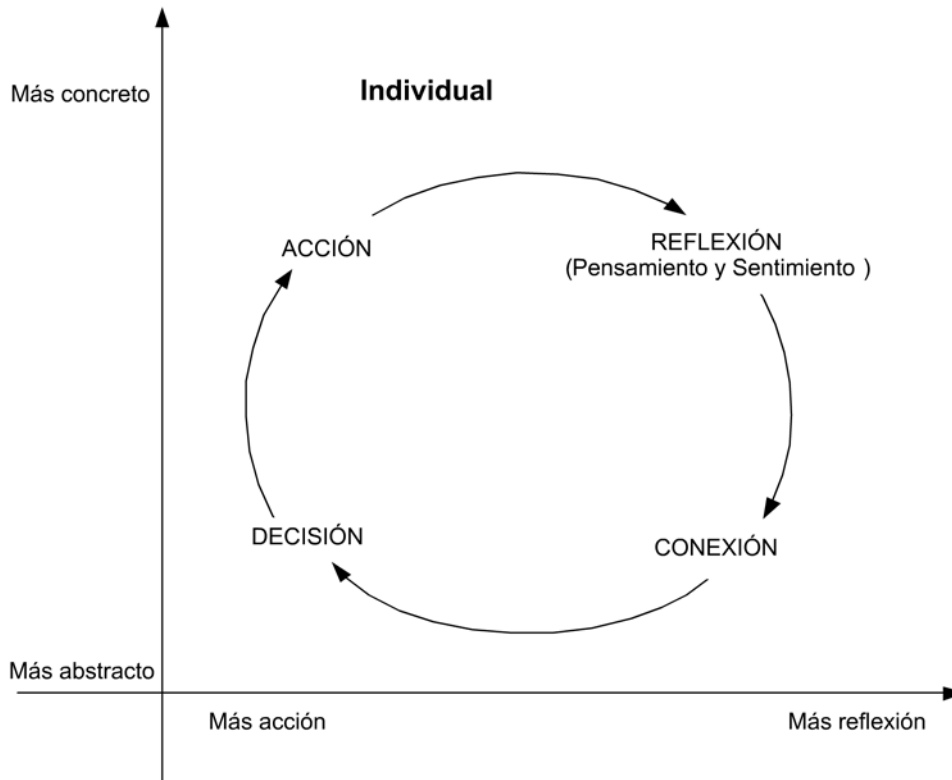 Más concreto
Individual
ACCIÓN
REFLEXIÓN
(Pensamiento y Sentimiento )
DECISIÓN
CONEXIÓN
Más abstracto
Más acción
Más reflexión